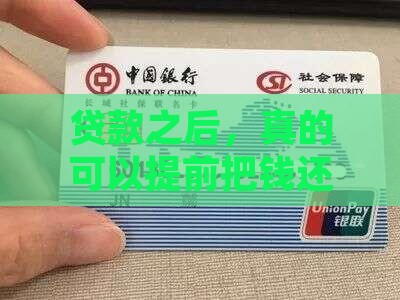 中国银行
BANK OF CHINA
社会保障
SOCIAL SECURITY
长城社保联名卡
贷款之后，真的
可以提前把钱还
UnionPay
银联